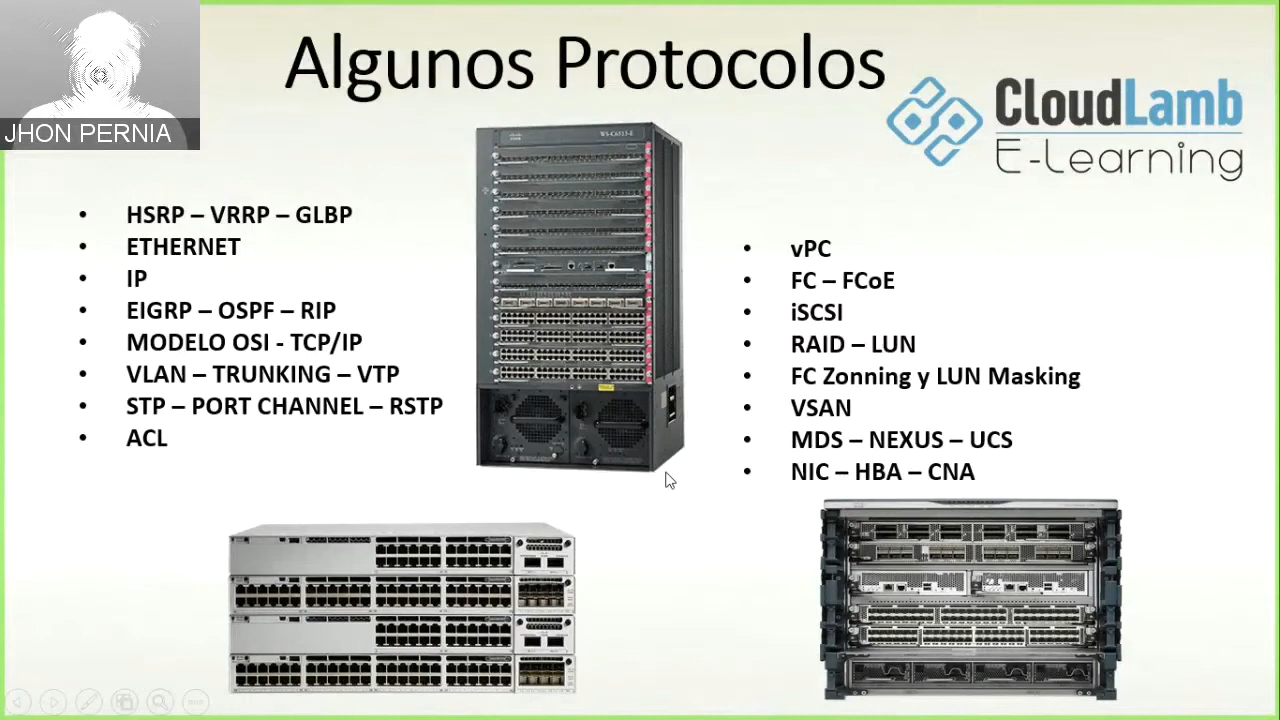 Algunos Protocolos
JHON PERNIA
CloudLamb
E-Learning
WS-C6513-E
• HSRP – VRRP – GLBP
• ETHERNET
• IP
• EIGRP – OSPF – RIP
• MODELO OSI - TCP/IP
• VLAN – TRUNKING – VTP
• STP – PORT CHANNEL – RSTP
• ACL
• vPC
• FC – FCoE
• iSCSI
• RAID – LUN
• FC Zonning y LUN Masking
• VSAN
• MDS – NEXUS – UCS
• NIC – HBA – CNA